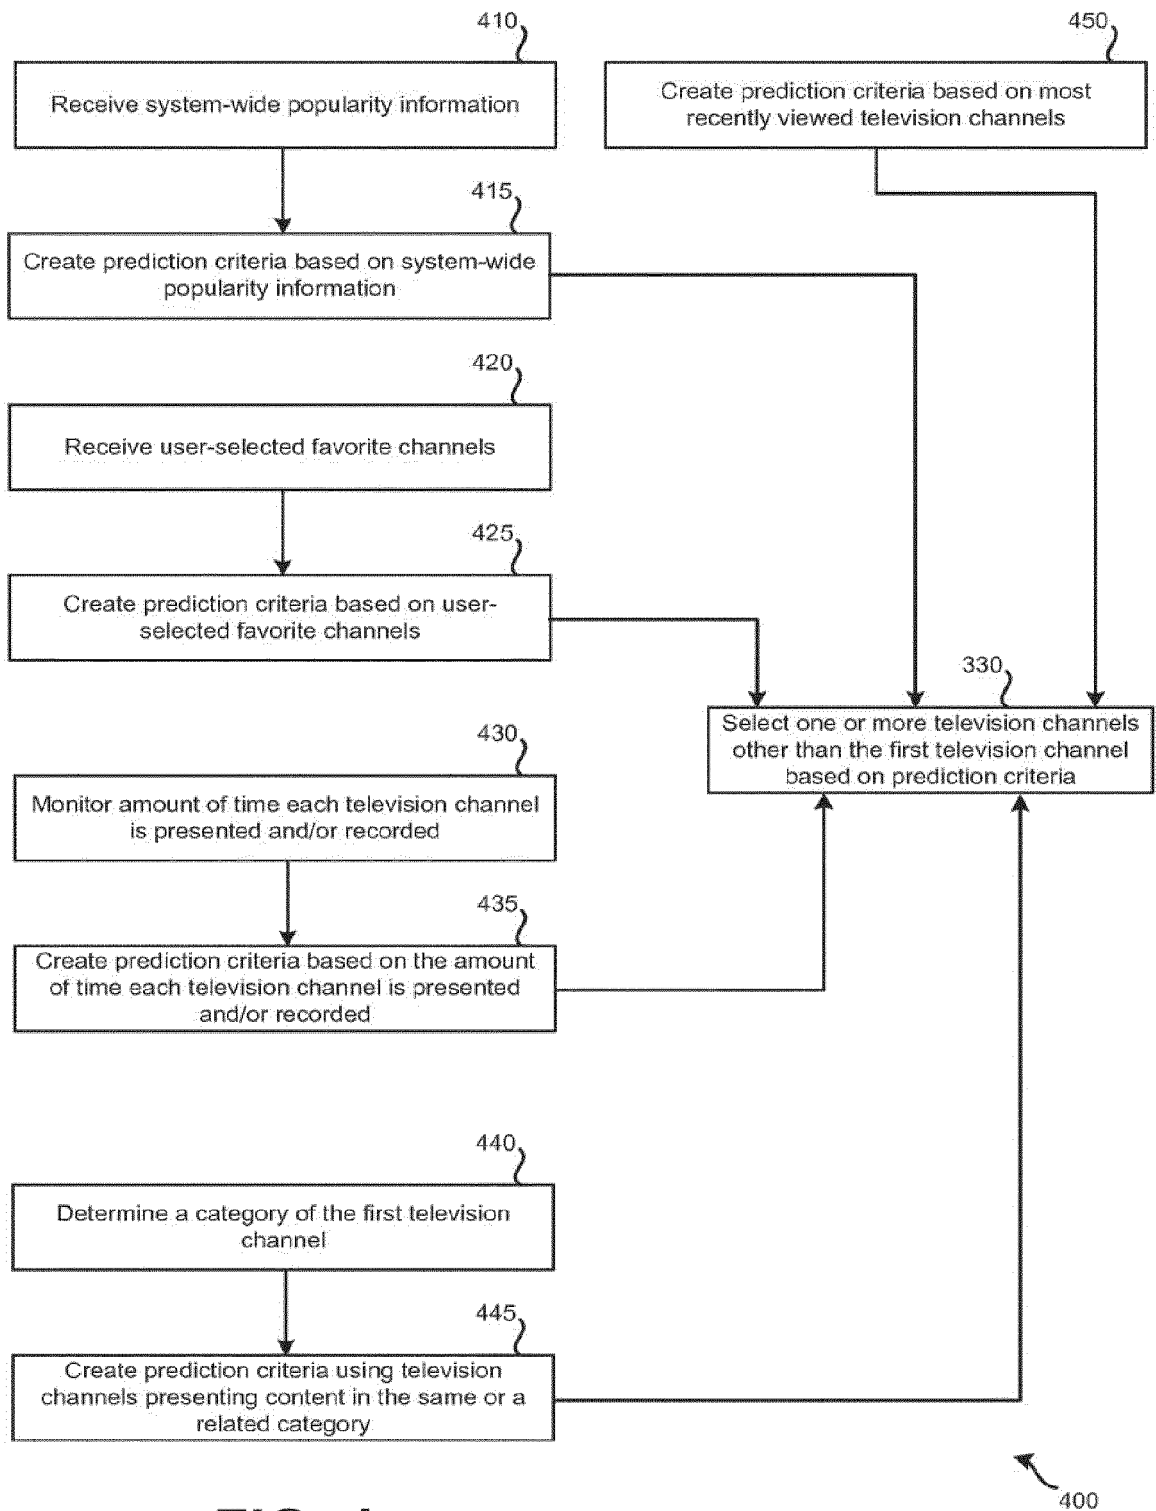 410
Receive system-wide popularity information
415
Create prediction criteria based on system-wide
popularity information
420
Receive user-selected favorite channels
425
Create prediction criteria based on user-
selected favorite channels
430
Monitor amount of time each television channel
is presented and/or recorded
435
Create prediction criteria based on the amount
of time each television channel is presented
and/or recorded
440
Determine a category of the first television
channel
445
Create prediction criteria using television
channels presenting content in the same or a
related category
450
Create prediction criteria based on most
recently viewed television channels
330
Select one or more television channels
other than the first television channel
based on prediction criteria
400